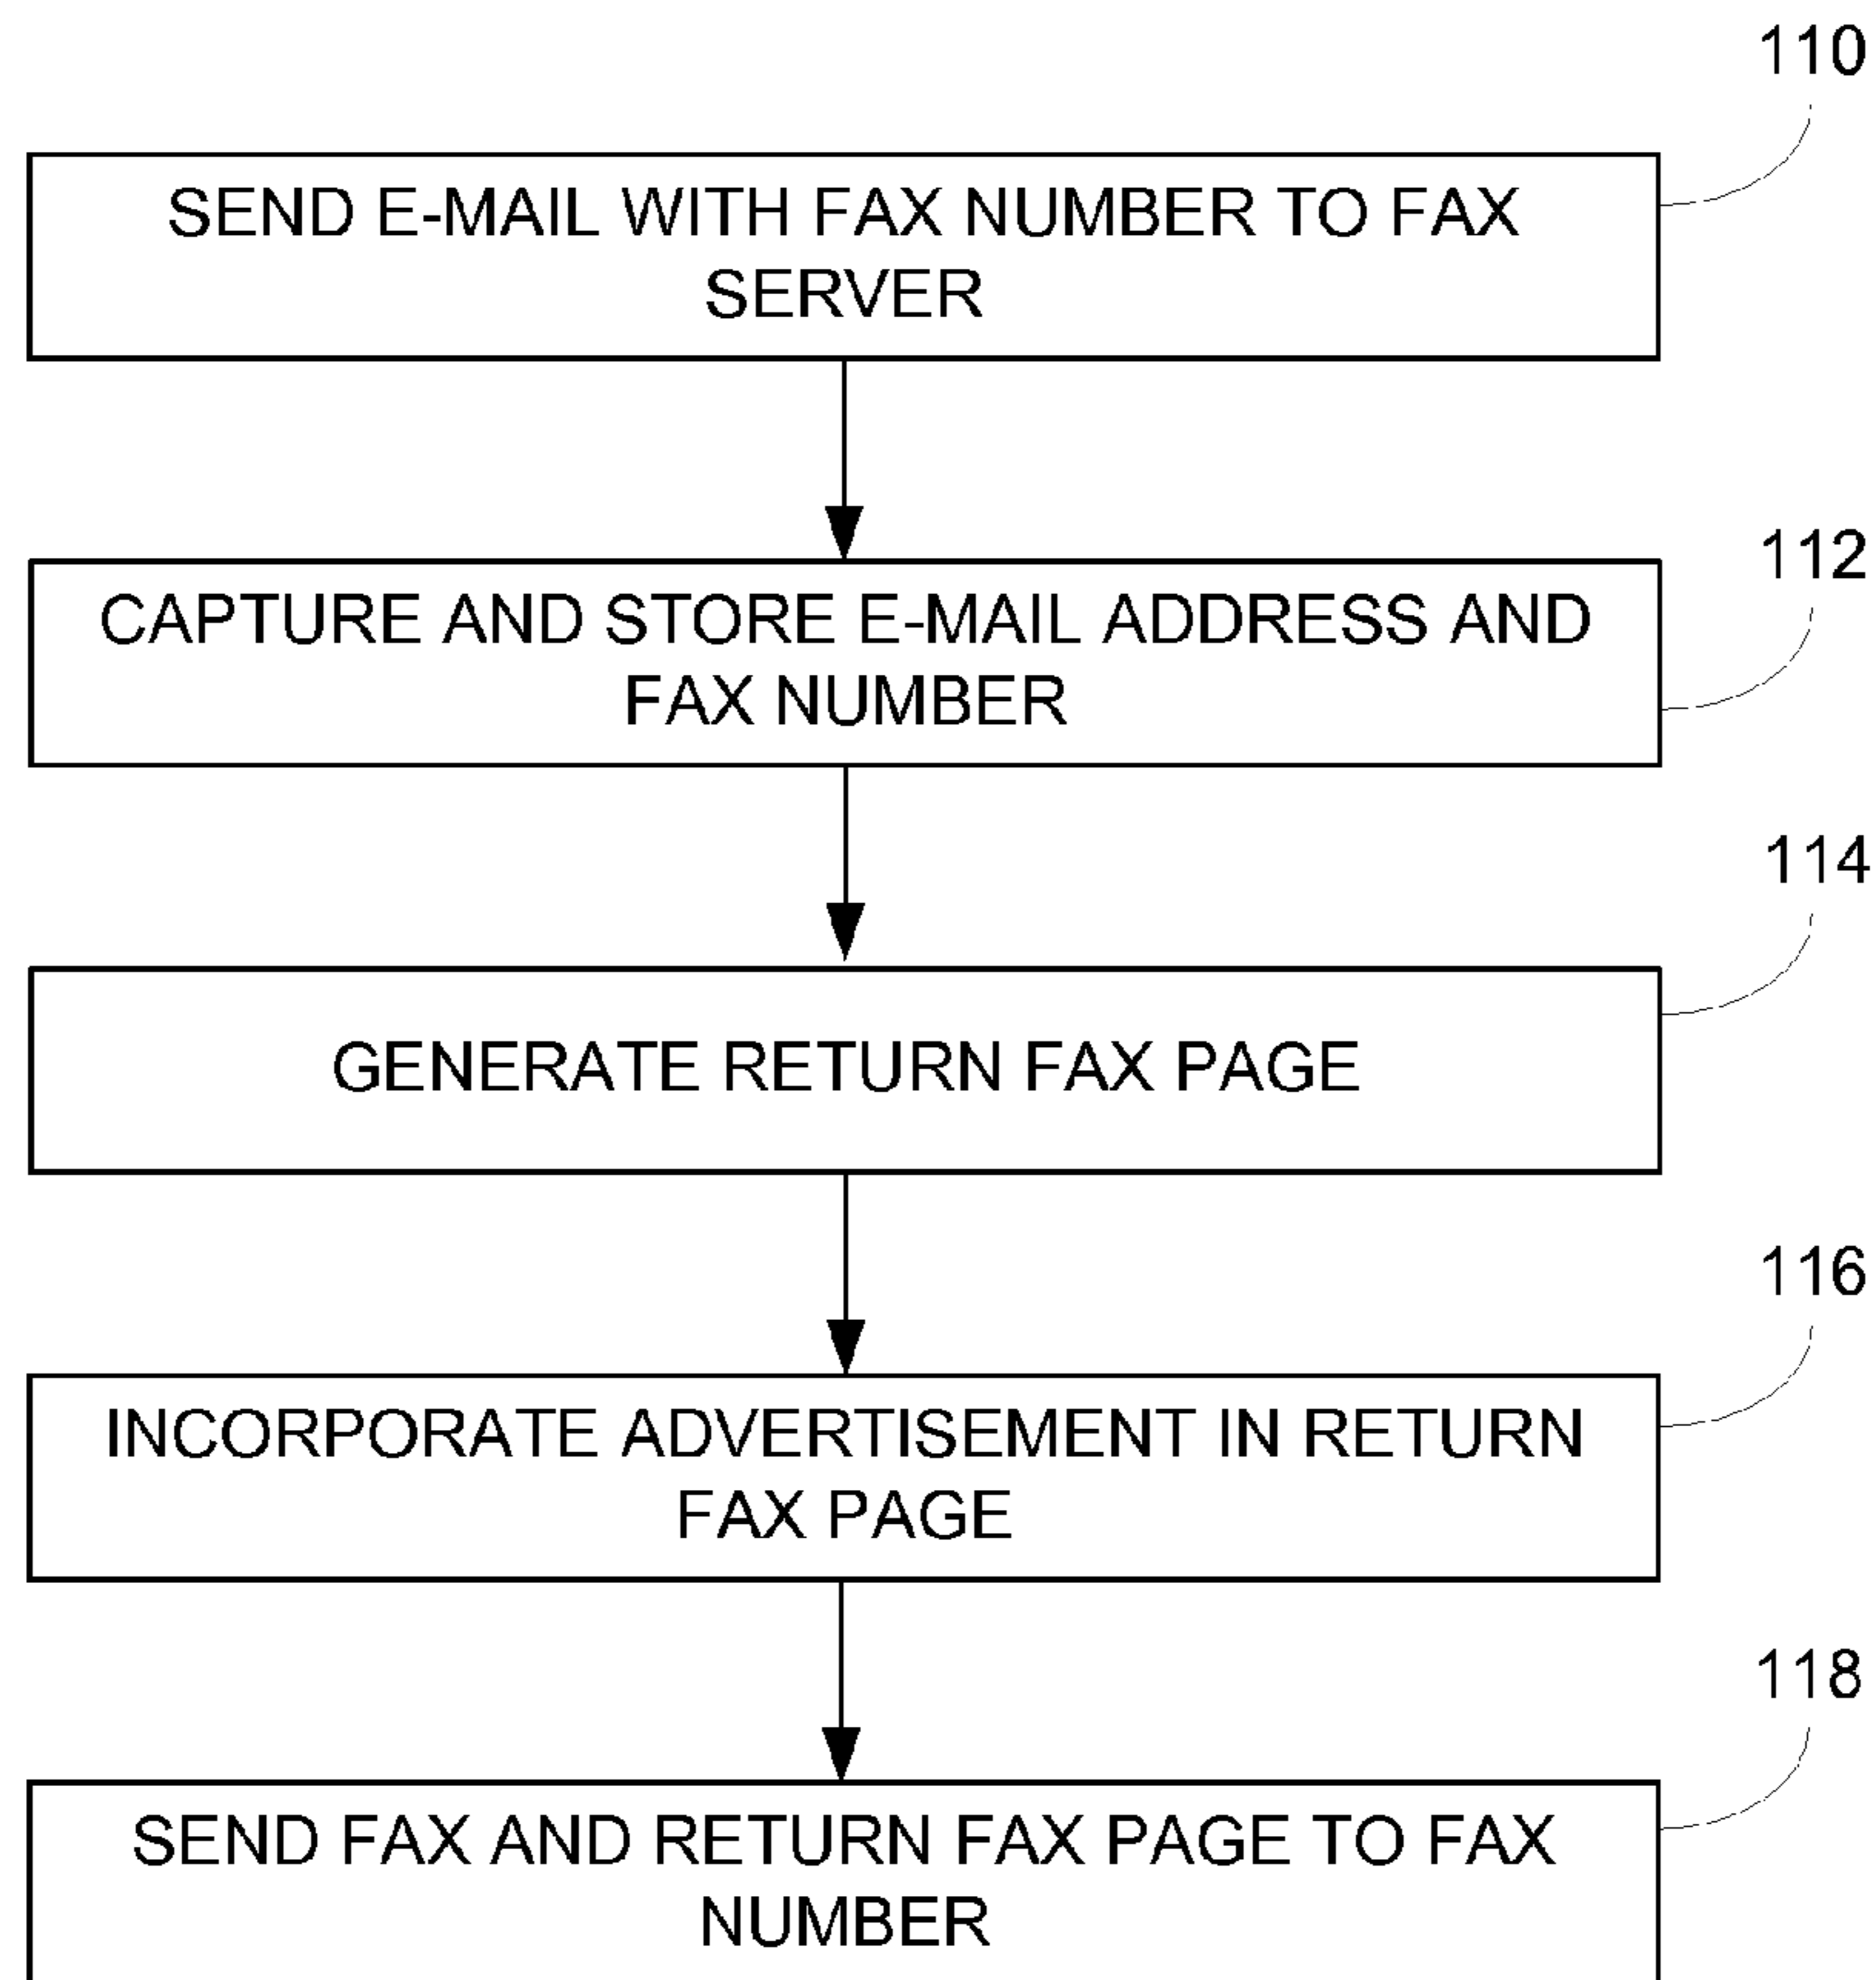 110
SEND E-MAIL WITH FAX NUMBER TO FAX
SERVER
112
CAPTURE AND STORE E-MAIL ADDRESS AND
FAX NUMBER
114
GENERATE RETURN FAX PAGE
116
INCORPORATE ADVERTISEMENT IN RETURN
FAX PAGE
118
SEND FAX AND RETURN FAX PAGE TO FAX
NUMBER